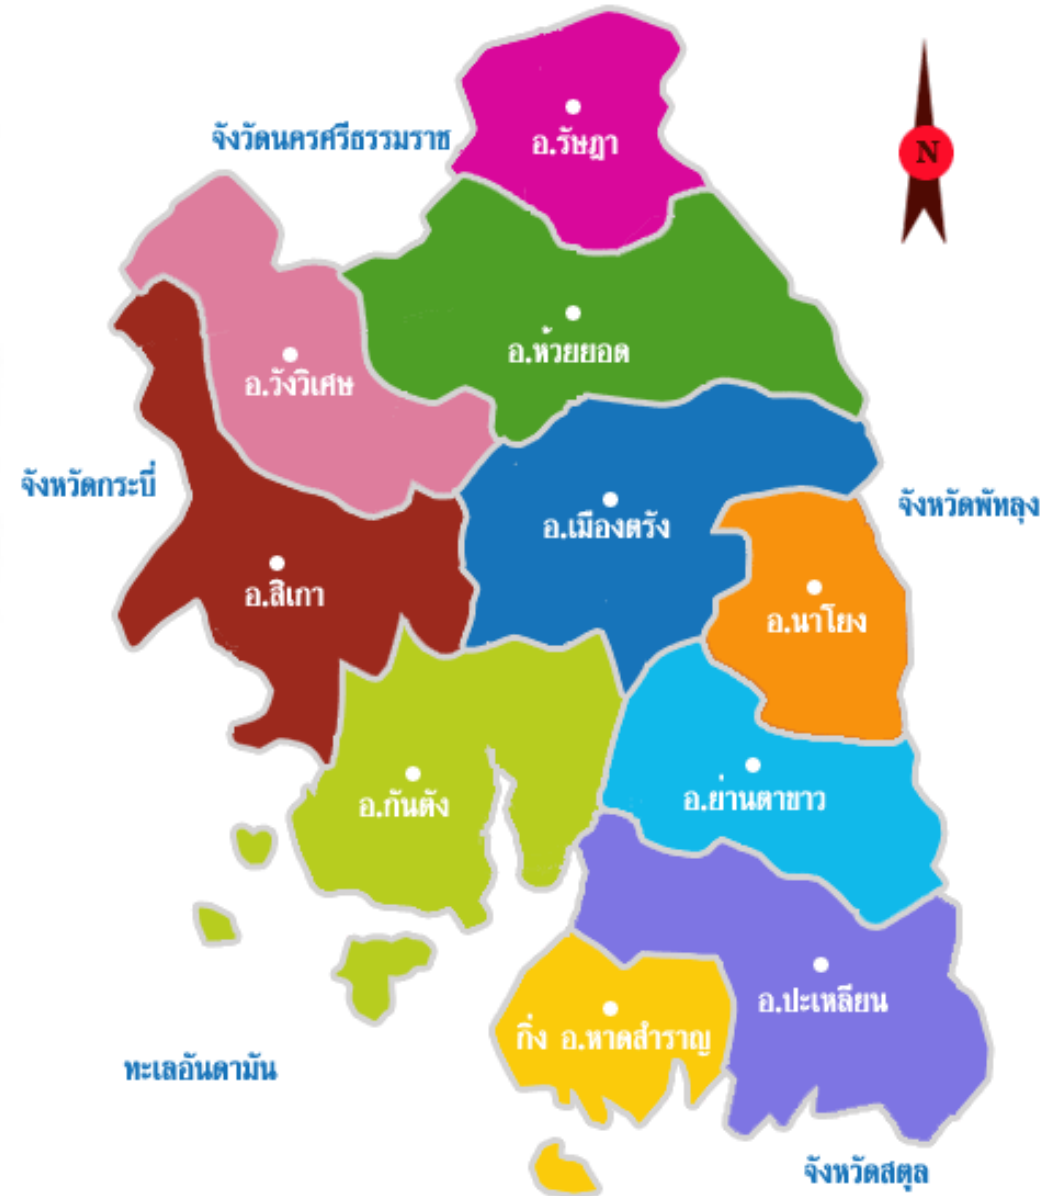 N
อ.รัษฎา
จังวัดนครศรีธรรมราช
อ.ห้วยยอด
อ.วังวิเศษ
จังหวัดกระบี่
จังหวัดพัทลุง
อ.เมืองตรัง
อ.สิเกา
อ.นาโยง
อ.กันตัง
อ.ย่านตาขาว
อ.ปะเหลียน
กิ่ง อ.หาดสำราญ
ทะเลอันดามัน
จังหวัดสตูล